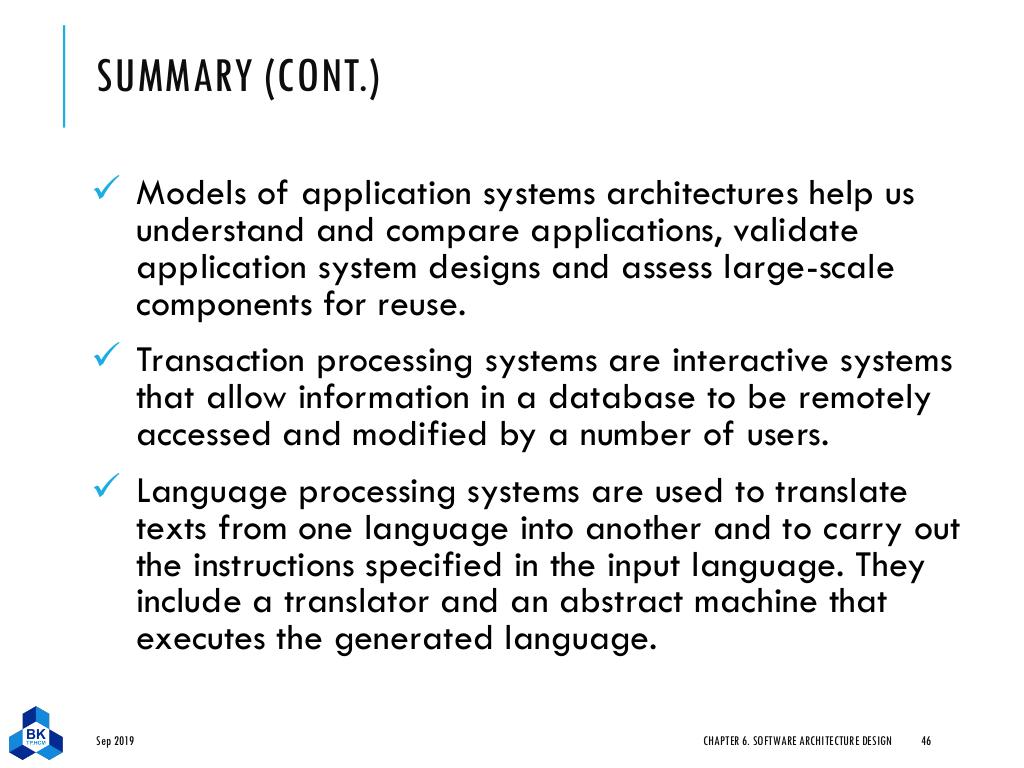 SUMMARY (CONT.)
✓ Models of application systems architectures help us
understand and compare applications, validate
application system designs and assess large-scale
components for reuse.
✓ Transaction processing systems are interactive systems
that allow information in a database to be remotely
accessed and modified by a number of users.
✓ Language processing systems are used to translate
texts from one language into another and to carry out
the instructions specified in the input language. They
include a translator and an abstract machine that
executes the generated language.
BK
TP.HCM
Sep 2019
CHAPTER 6. SOFTWARE ARCHITECTURE DESIGN 46